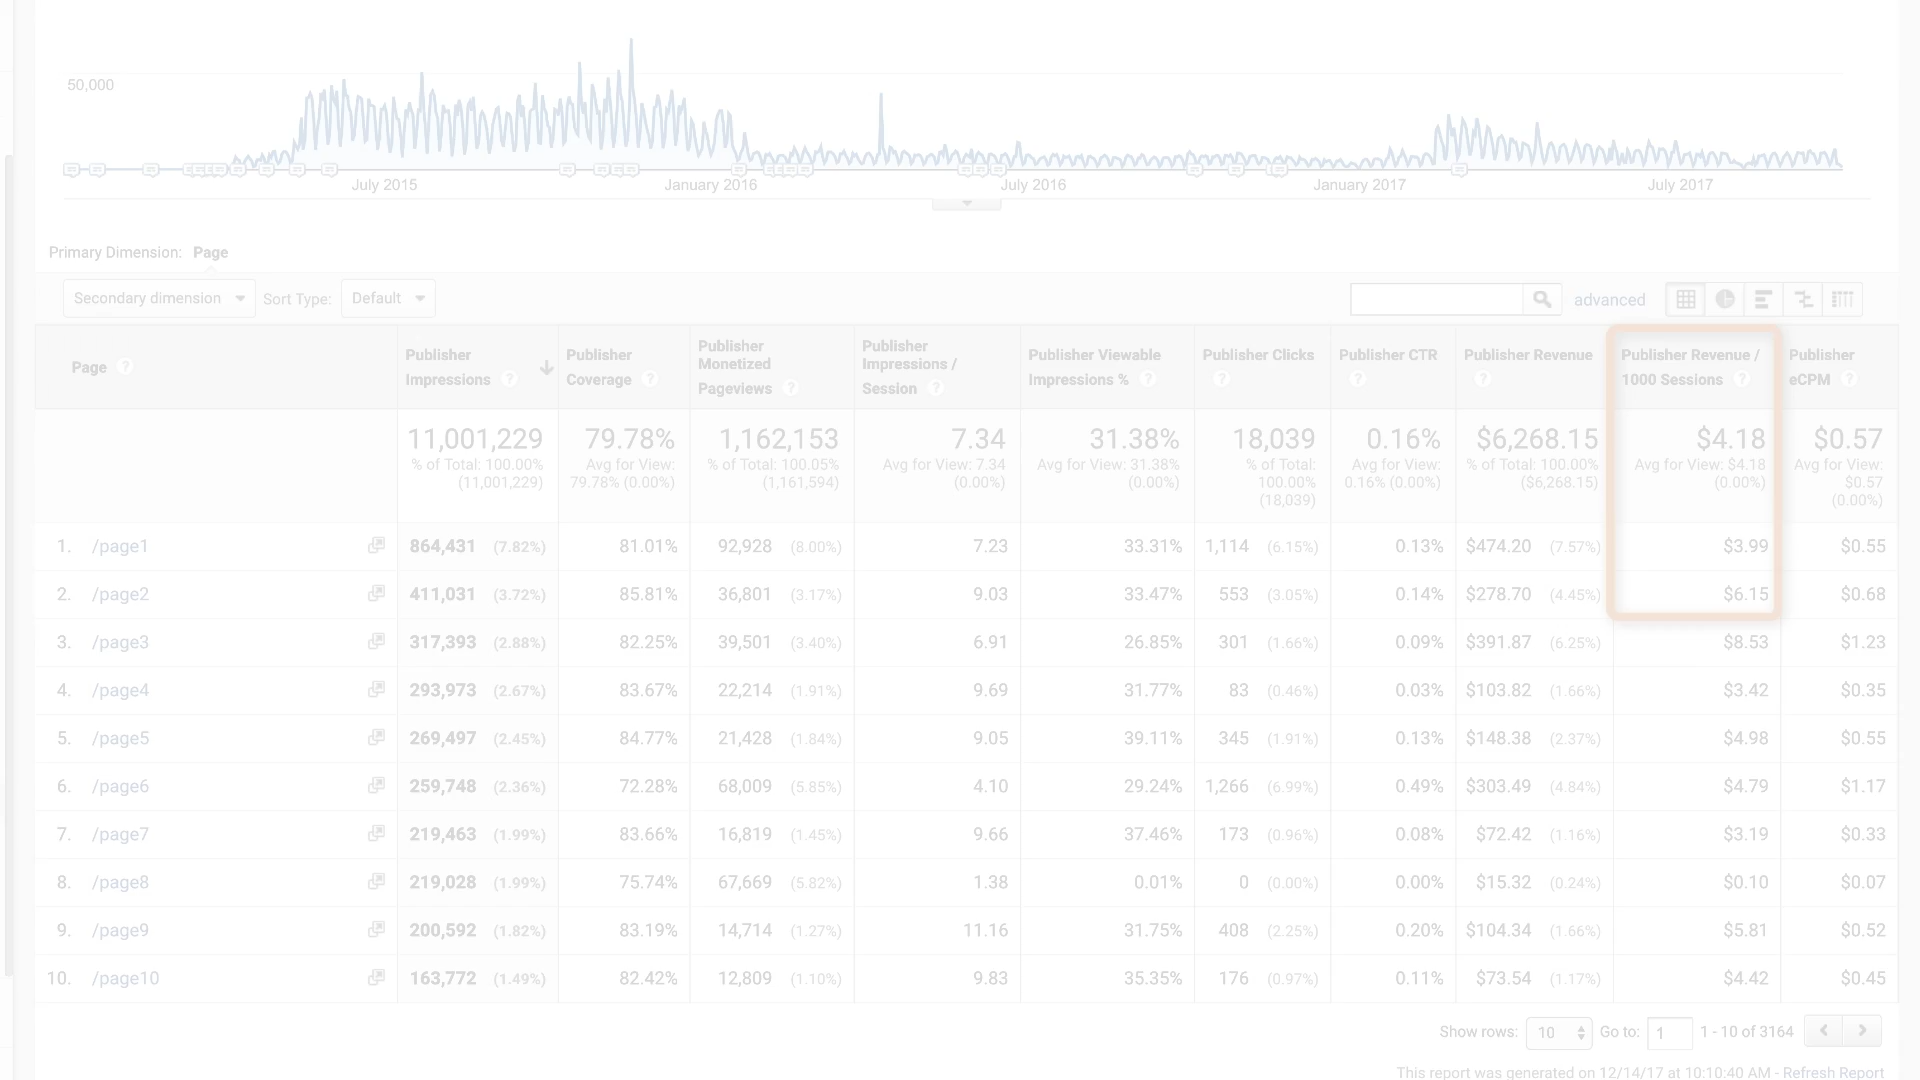 50,000
July 2015 January 2016 July 2016 January 2017 July 2017
Primary Dimension: Page
Secondary dimension Sort Type: Default advanced
Page ? Publisher Impressions ? Publisher Coverage ? Publisher Monetized Pageviews ? Publisher Impressions / Session ? Publisher Viewable Impressions % ? Publisher Clicks ? Publisher CTR ? Publisher Revenue ? Publisher Revenue / 1000 Sessions ? Publisher eCPM ?
11,001,229 79.78% 1,162,153 7.34 31.38% 18,039 0.16% $6,268.15 $4.18 $0.57
% of Total: 100.00% (11,001,229) Avg for View: 79.78% (0.00%) % of Total: 100.05% (1,161,594) Avg for View: 7.34 (0.00%) Avg for View: 31.38% (0.00%) % of Total: 100.00% (18,039) Avg for View: 0.16% (0.00%) % of Total: 100.00% ($6,268.15) Avg for View: $4.18 (0.00%) Avg for View: $0.57 (0.00%)
1. /page1 864,431 (7.82%) 81.01% 92,928 (8.00%) 7.23 33.31% 1,114 (6.15%) 0.13% $474.20 (7.57%) $3.99 $0.55
2. /page2 411,031 (3.72%) 85.81% 36,801 (3.17%) 9.03 33.47% 553 (3.05%) 0.14% $278.70 (4.45%) $6.15 $0.68
3. /page3 317,393 (2.88%) 82.25% 39,501 (3.40%) 6.91 26.85% 301 (1.66%) 0.09% $391.87 (6.25%) $8.53 $1.23
4. /page4 293,973 (2.67%) 83.67% 22,214 (1.91%) 9.69 31.77% 83 (0.46%) 0.03% $103.82 (1.66%) $3.42 $0.35
5. /page5 269,497 (2.45%) 84.77% 21,428 (1.84%) 9.05 39.11% 345 (1.91%) 0.13% $148.38 (2.37%) $4.98 $0.55
6. /page6 259,748 (2.36%) 72.28% 68,009 (5.85%) 4.10 29.24% 1,266 (6.99%) 0.49% $303.49 (4.84%) $4.79 $1.17
7. /page7 219,463 (1.99%) 83.66% 16,819 (1.45%) 9.66 37.46% 173 (0.96%) 0.08% $72.42 (1.16%) $3.19 $0.33
8. /page8 219,028 (1.99%) 75.74% 67,669 (5.82%) 1.38 0.01% 0 (0.00%) 0.00% $15.32 (0.24%) $0.10 $0.07
9. /page9 200,592 (1.82%) 83.19% 14,714 (1.27%) 11.16 31.75% 408 (2.25%) 0.20% $104.34 (1.66%) $5.81 $0.52
10. /page10 163,772 (1.49%) 82.42% 12,809 (1.10%) 9.83 35.35% 176 (0.97%) 0.11% $73.54 (1.17%) $4.42 $0.45
Show rows: 10 Go to: 1 1 - 10 of 3164
This report was generated on 12/14/17 at 10:10:40 AM - Refresh Report